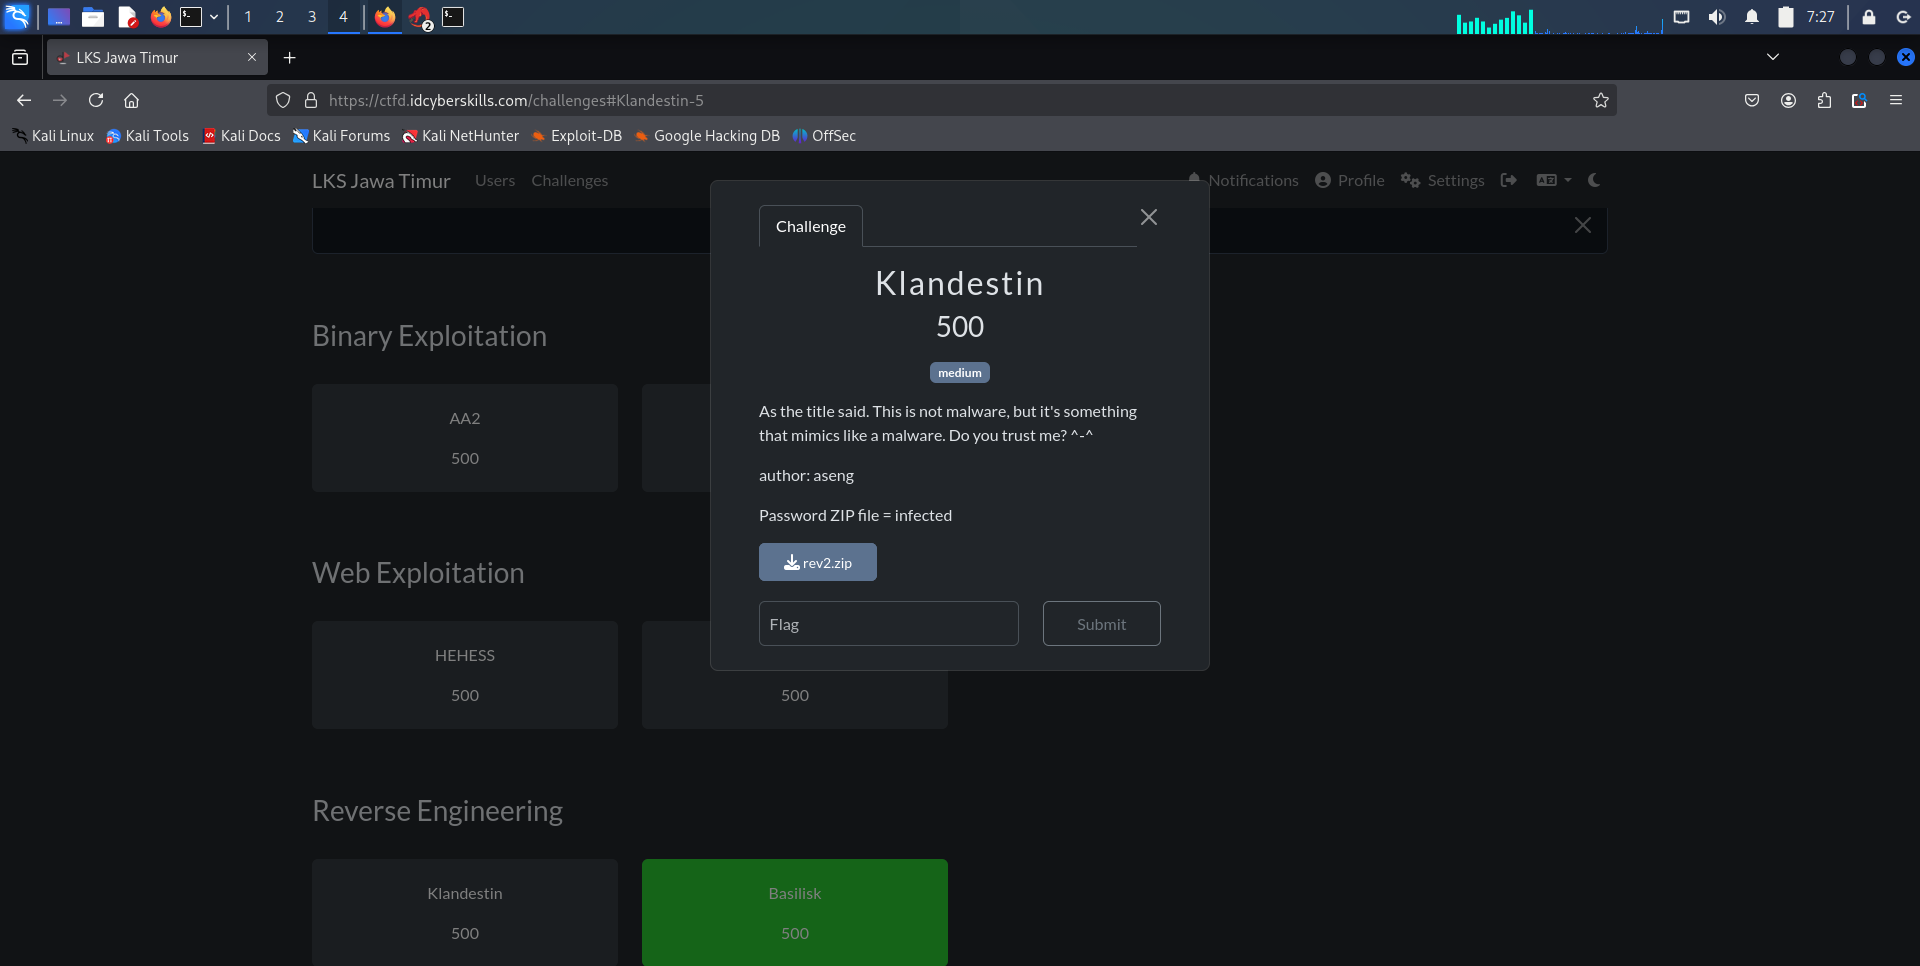 1 2 3 4 2 7:27
LKS Jawa Timur
https://ctfd.idcyberskills.com/challenges#Klandestin-5
Kali Linux Kali Tools Kali Docs Kali Forums Kali NetHunter Exploit-DB Google Hacking DB OffSec
LKS Jawa Timur Users Challenges Notifications Profile Settings
Challenge
Klandestin
500
medium
As the title said. This is not malware, but it's something
that mimics like a malware. Do you trust me? ^-^
author: aseng
Password ZIP file = infected
rev2.zip
Flag Submit
Binary Exploitation
AA2
500
Web Exploitation
HEHESS
500 500
Reverse Engineering
Klandestin Basilisk
500 500